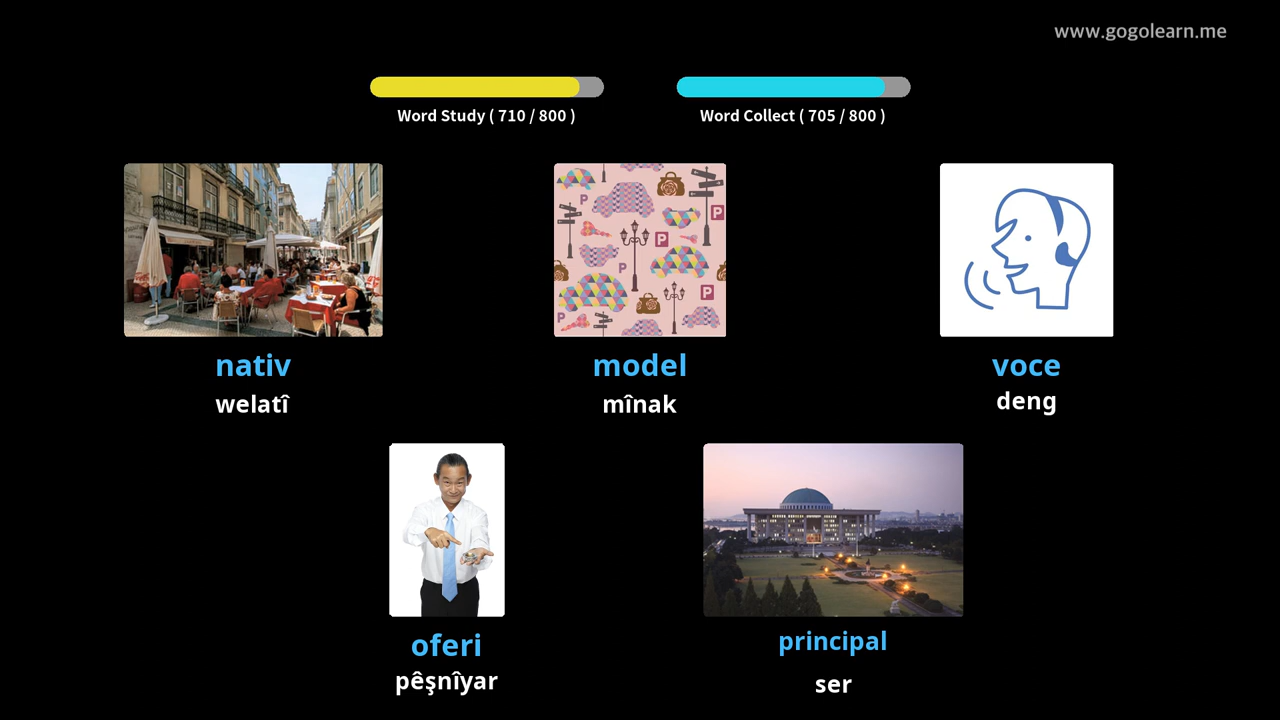 www.gogolearn.me
Word Study ( 710 / 800 )
Word Collect ( 705 / 800 )
P
P
P
P
P
P
nativ
welatî
model
mînak
voce
deng
oferi
pêşnîyar
principal
ser